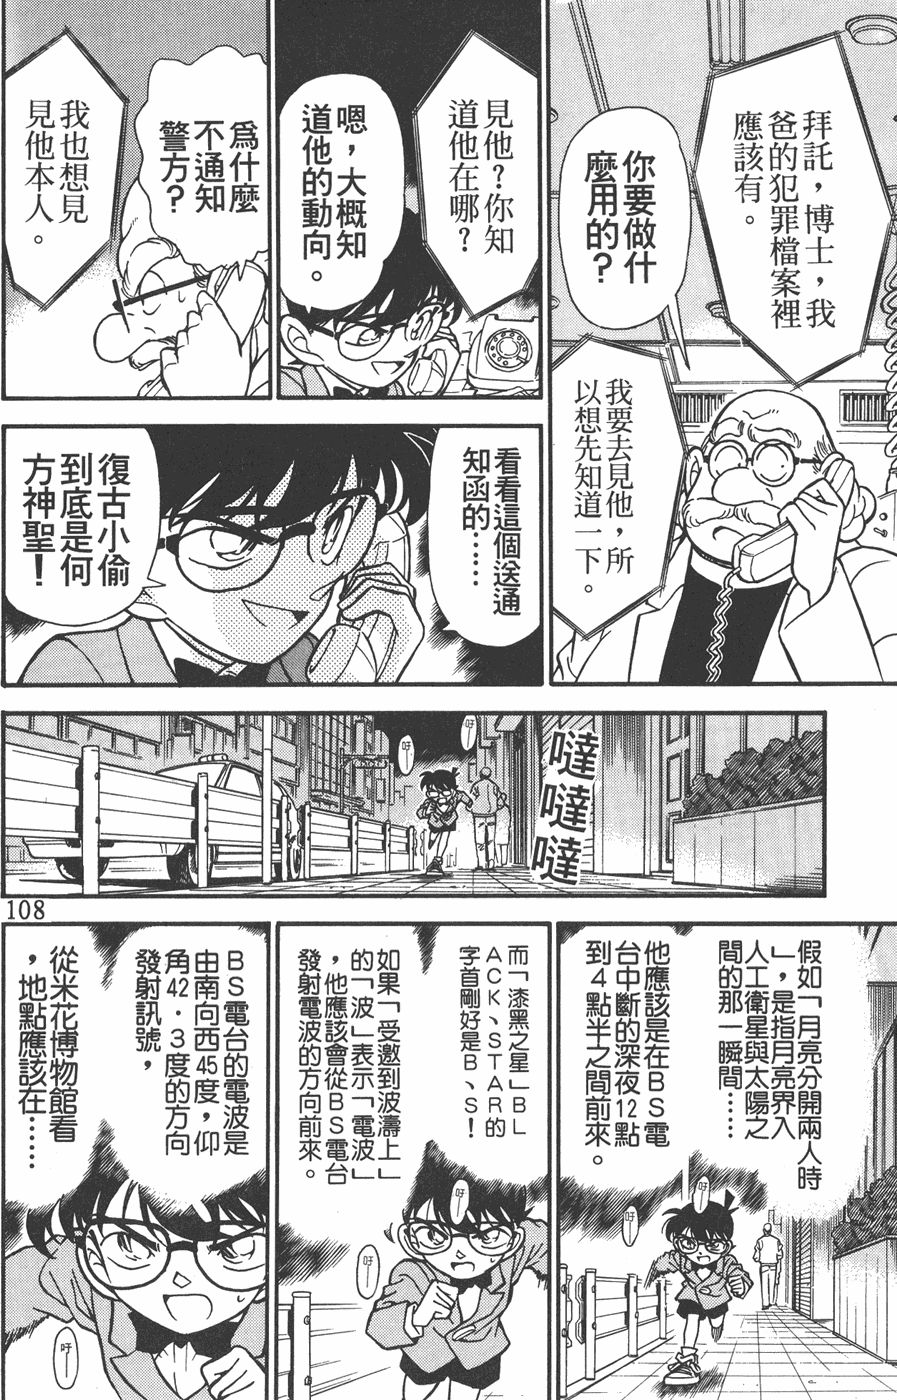 拜託，博士，我
爸的犯罪檔案裡
應該有。
你要做什
麼用的？
我要去見他，所
以想先知道一下。
見他？你知
道他在哪？
嗯，大概知
道他的動向。
為什麼
不通知
警方？
我也想見
見他本人。
看看這個送通
知函的……
復古小偷
到底是何
方神聖！
呼
呼
噠噠噠
108
假如「月亮分開兩人時
」，是指月亮界入
人工衛星與太陽之
間的那一瞬間……
他應該是在BS電
台中斷的深夜12點
到4點半之間前來。
呼
呼
而「漆黑之星」BL
ACK、STAR的
字首剛好是B、S！
如果「受邀到波濤上」
的「波」表示「電波」
，他應該會從BS電台
發射電波的方向前來。
呼
呼
BS電台的電波是
由南向西45度，仰
角42．3度的方向
發射訊號，
從米花博物館看
，地點應該在……
呼
呼